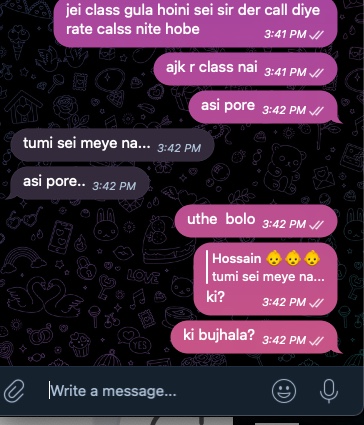 jei class gula hoini sei sir der call diye
rate calss nite hobe
3:41 PM
ajk r class nai 3:41 PM
asi pore 3:42 PM
tumi sei meye na... 3:42 PM
asi pore.. 3:42 PM
uthe bolo 3:42 PM
Hossain 👶👶👶
tumi sei meye na...
ki? 3:42 PM
ki bujhala? 3:42 PM
Write a message...